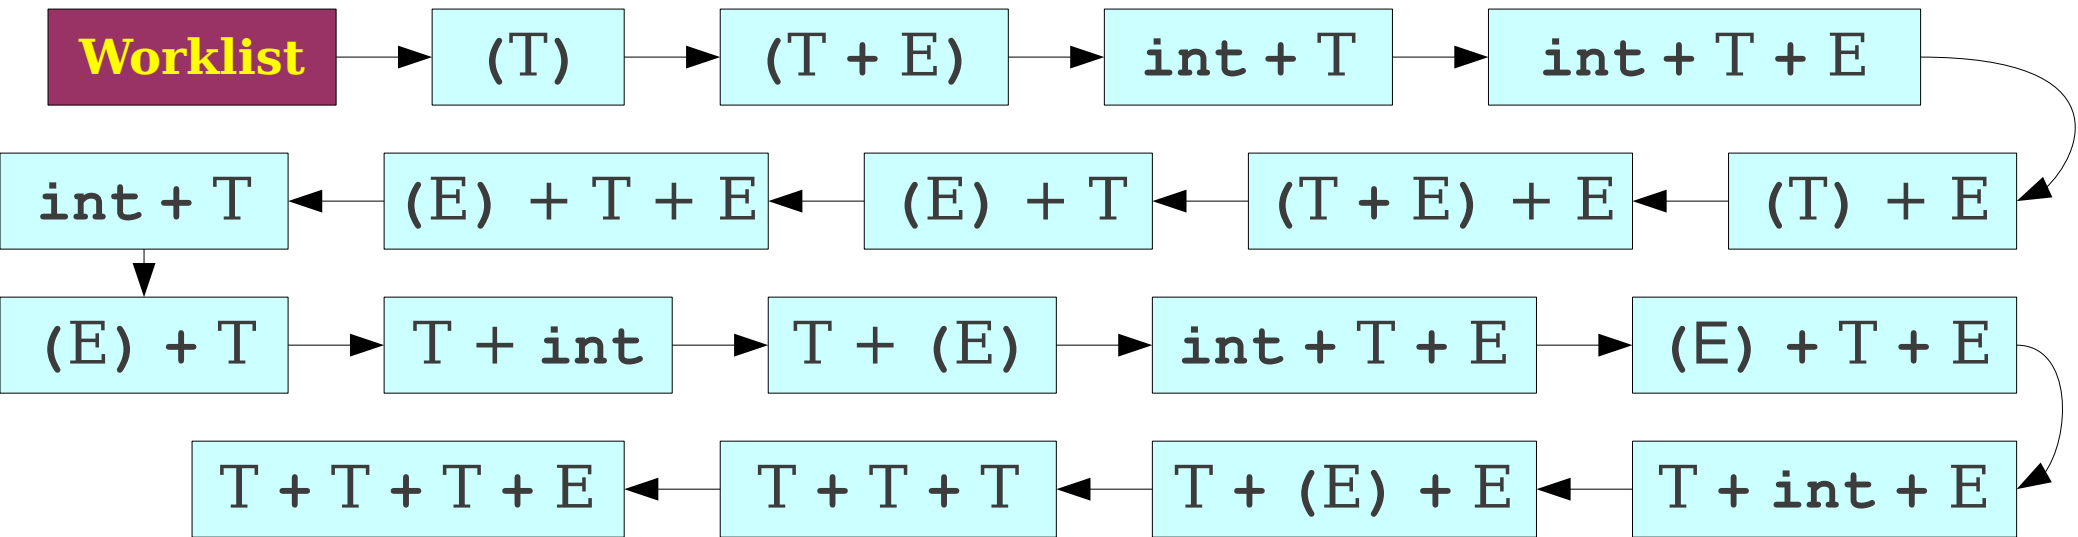 Worklist (T) (T + E) int + T int + T + E
int + T (E) + T + E (E) + T (T + E) + E (T) + E
(E) + T T + int T + (E) int + T + E (E) + T + E
T + T + T + E T + T + T T + (E) + E T + int + E